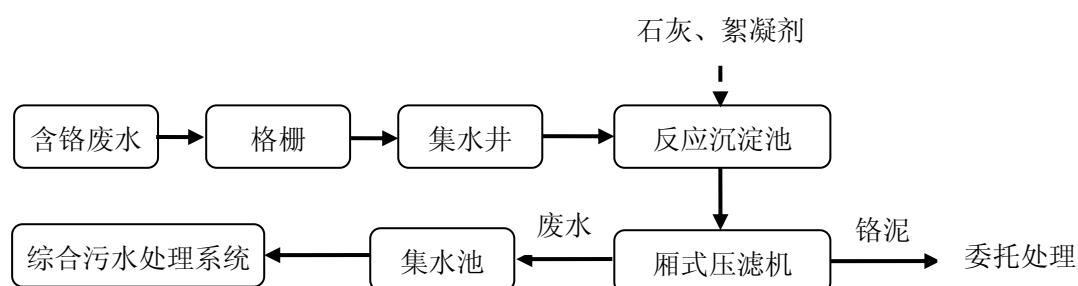 石灰、絮凝剂
含铬废水
格栅
集水井
反应沉淀池
综合污水处理系统
集水池
废水
厢式压滤机
铬泥
委托处理